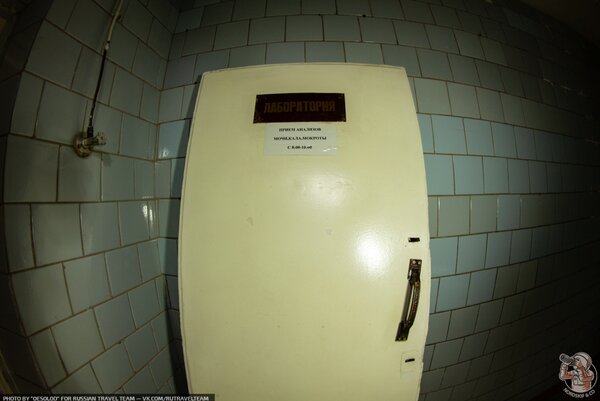 ЛАБОРАТОРИЯ
ПРИЕМ АНАЛИЗОВ
МОЧИ,КАЛА,МОКРОТЫ
С 8.00-10.00
PHOTO BY "DESOLOO" FOR RUSSIAN TRAVEL TEAM — VK.COM/RUTRAVELTEAM